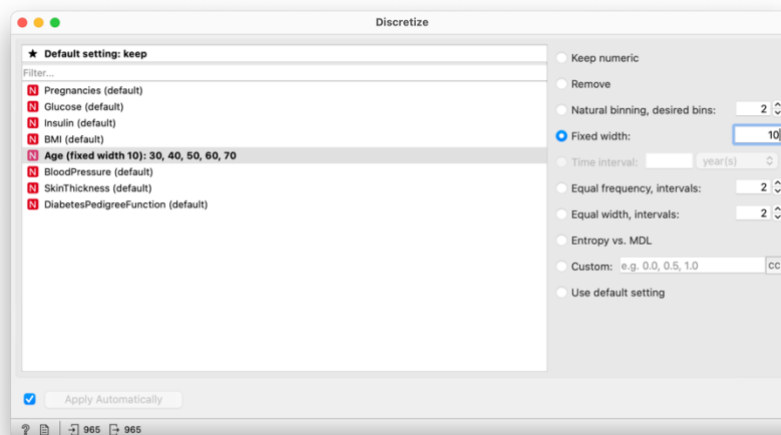 Discretize
★ Default setting: keep
Filter...
N Pregnancies (default)
N Glucose (default)
N Insulin (default)
N BMI (default)
N Age (fixed width 10): 30, 40, 50, 60, 70
N BloodPressure (default)
N SkinThickness (default)
N DiabetesPedigreeFunction (default)
Keep numeric
Remove
Natural binning, desired bins: 2
Fixed width: 10
Time interval: year(s)
Equal frequency, intervals: 2
Equal width, intervals: 2
Entropy vs. MDL
Custom: e.g. 0.0, 0.5, 1.0 CC
Use default setting
Apply Automatically
? 965 965